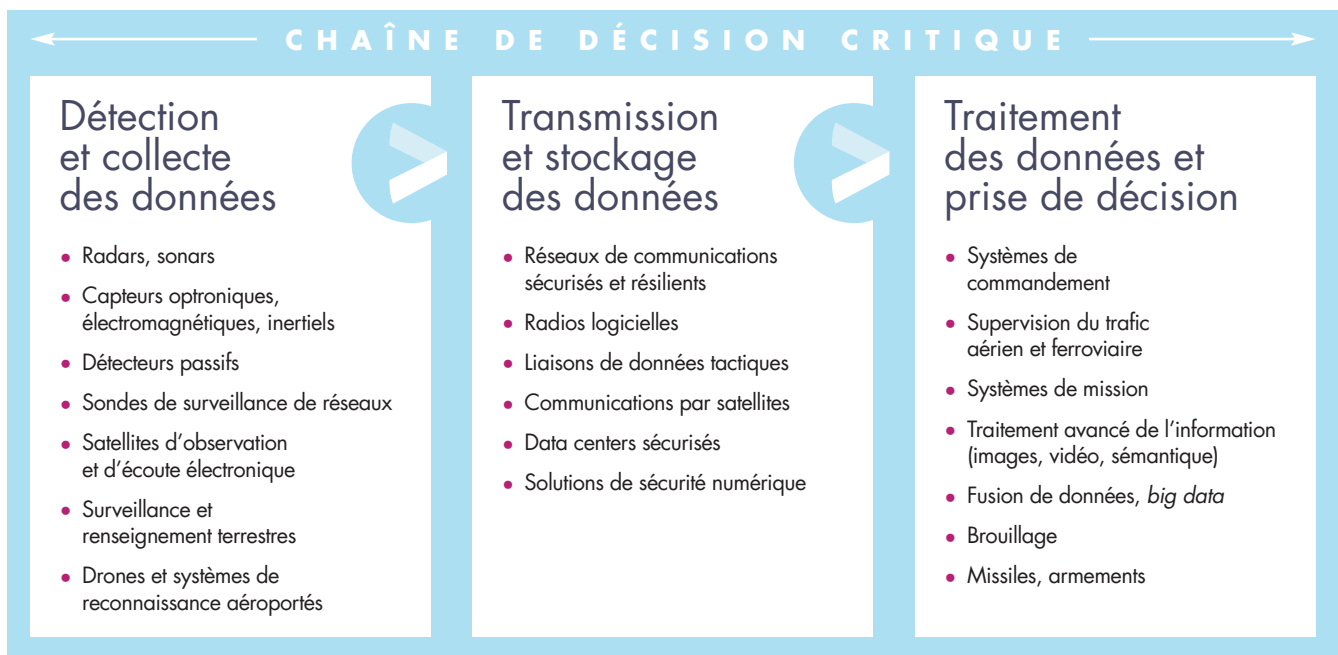 CHAÎNE DE DÉCISION CRITIQUE
Détection
et collecte
des données
• Radars, sonars
• Capteurs optroniques,
électromagnétiques, inertiels
• Détecteurs passifs
• Sondes de surveillance de réseaux
• Satellites d'observation
et d'écoute électronique
• Surveillance et
renseignement terrestres
• Drones et systèmes de
reconnaissance aéroportés
Transmission
et stockage
des données
• Réseaux de communications
sécurisés et résilients
• Radios logicielles
• Liaisons de données tactiques
• Communications par satellites
• Data centers sécurisés
• Solutions de sécurité numérique
Traitement
des données et
prise de décision
• Systèmes de
commandement
• Supervision du trafic
aérien et ferroviaire
• Systèmes de mission
• Traitement avancé de l'information
(images, vidéo, sémantique)
• Fusion de données, big data
• Brouillage
• Missiles, armements